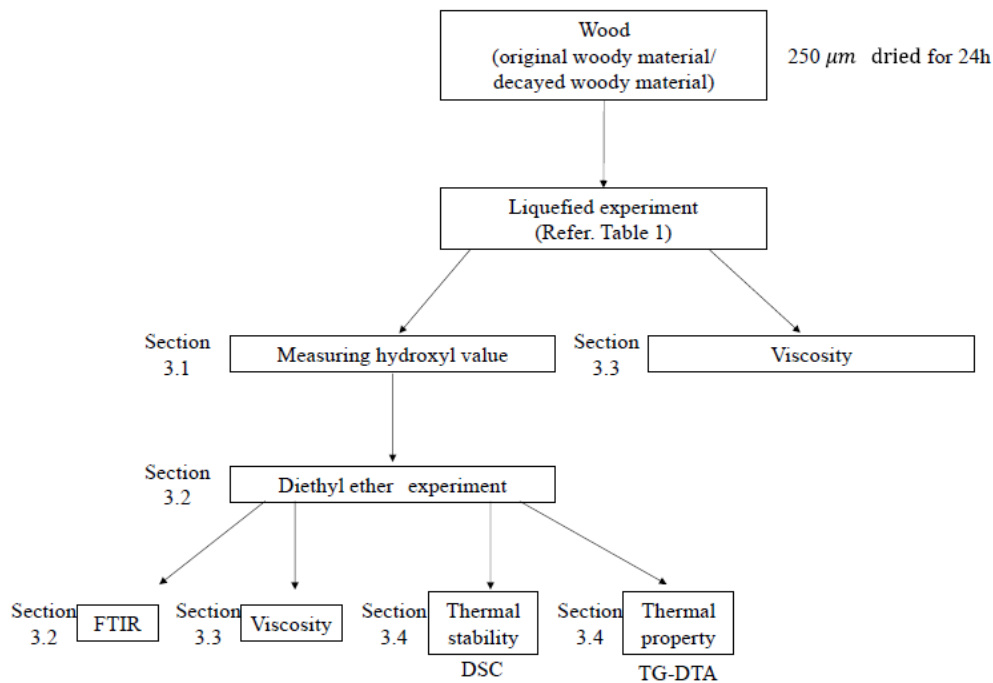 Wood
(original woody material/
decayed woody material)
250 μm dried for 24h
Liquefied experiment
(Refer. Table 1)
Section
3.1
Measuring hydroxyl value
Section
3.3
Viscosity
Section
3.2
Diethyl ether experiment
Section
3.2
FTIR
Section
3.3
Viscosity
Section
3.4
Thermal
stability
DSC
Section
3.4
Thermal
property
TG-DTA